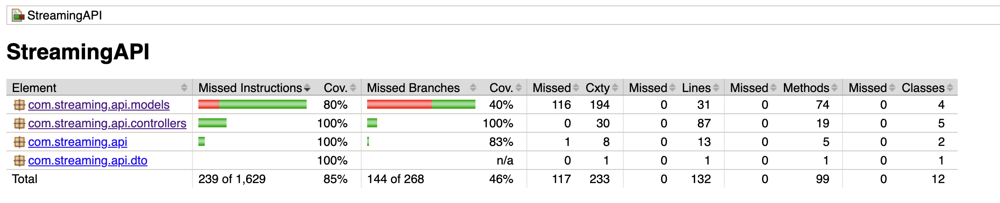 StreamingAPI
StreamingAPI
Element Missed Instructions Cov. Missed Branches Cov. Missed Cxty Missed Lines Missed Methods Missed Classes
com.streaming.api.models 80% 40% 116 194 0 31 0 74 0 4
com.streaming.api.controllers 100% 100% 0 30 0 87 0 19 0 5
com.streaming.api 100% 83% 1 8 0 13 0 5 0 2
com.streaming.api.dto 100% n/a 0 1 0 1 0 1 0 1
Total 239 of 1,629 85% 144 of 268 46% 117 233 0 132 0 99 0 12